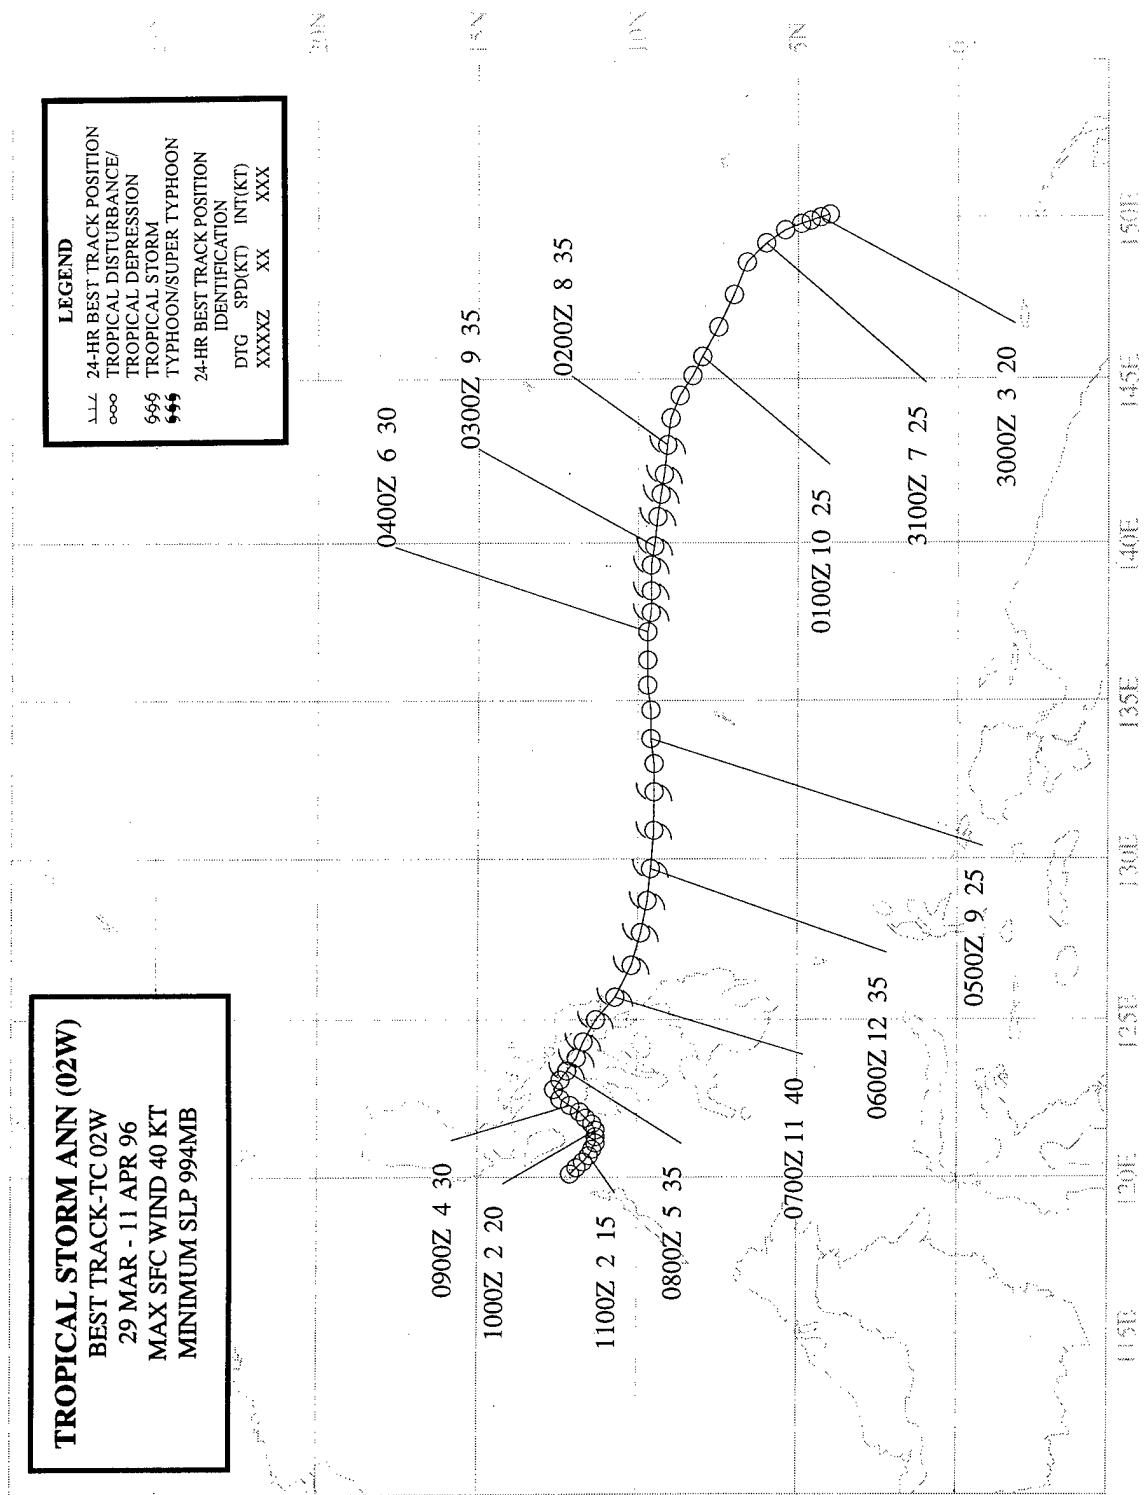 TROPICAL STORM ANN (02W)
BEST TRACK-TC 02W
29 MAR - 11 APR 96
MAX SFC WIND 40 KT
MINIMUM SLP 994MB
LEGEND
24-HR BEST TRACK POSITION
TROPICAL DISTURBANCE/
TROPICAL DEPRESSION
TROPICAL STORM
TYPHOON/SUPER TYPHOON
24-HR BEST TRACK POSITION
IDENTIFICATION
DTG SPD(KT) INT(KT)
XXXXZ XX XXX
20N
15N
10N
5N
0
0400Z 6 30
0300Z 9 35
0200Z 8 35
0900Z 4 30
1000Z 2 20
1100Z 2 15
0800Z 5 35
0700Z 11 40
0600Z 12 35
0500Z 9 25
0100Z 10 25
3100Z 7 25
3000Z 3 20
115E
120E
125E
130E
135E
140E
145E
150E